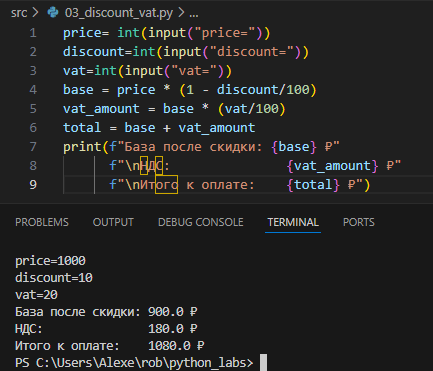 src > 03_discount_vat.py > ...
1 price= int(input("price="))
2 discount=int(input("discount="))
3 vat=int(input("vat="))
4 base = price * (1 - discount/100)
5 vat_amount = base * (vat/100)
6 total = base + vat_amount
7 print(f"База после скидки: {base} ₽"
8 f"\nНДС:               {vat_amount} ₽"
9 f"\nИтого к оплате:    {total} ₽")
PROBLEMS OUTPUT DEBUG CONSOLE TERMINAL PORTS
price=1000
discount=10
vat=20
База после скидки: 900.0 ₽
НДС:               180.0 ₽
Итого к оплате:    1080.0 ₽
PS C:\Users\Alexe\rob\python_labs>